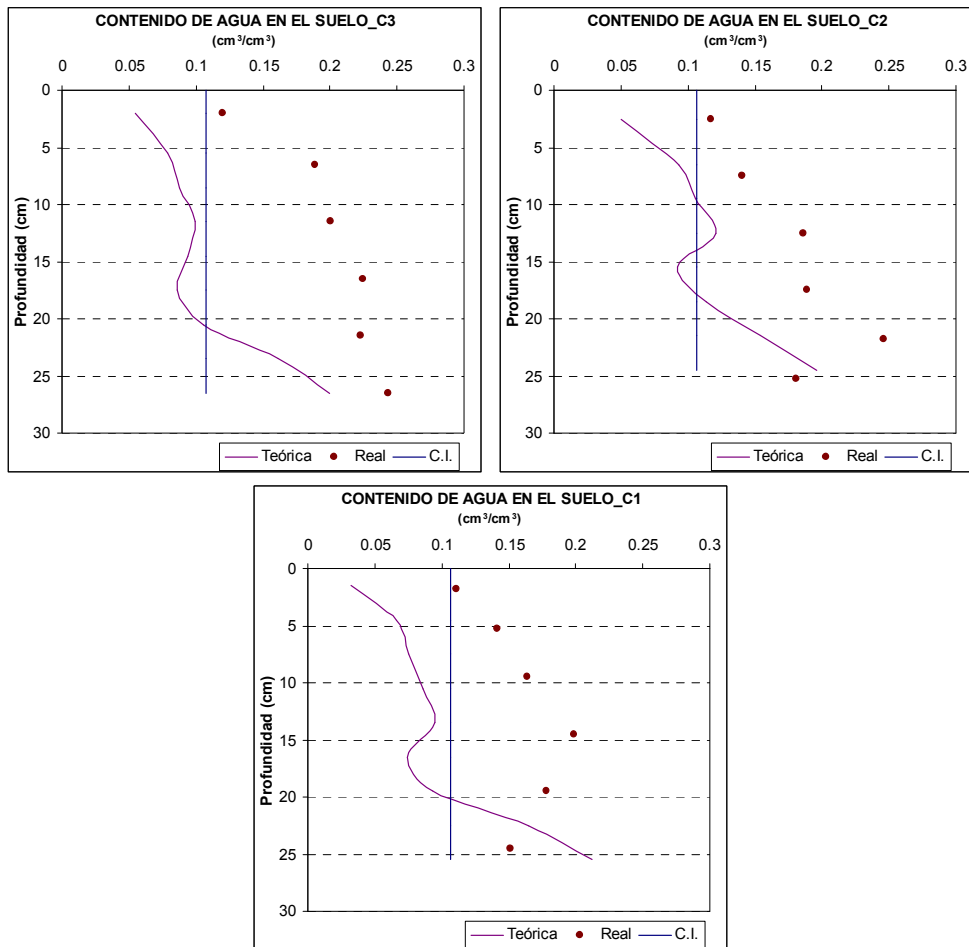 CONTENIDO DE AGUA EN EL SUELO_C3
(cm³/cm³)
0 0.05 0.1 0.15 0.2 0.25 0.3
0
5
10
15
20
25
30
Profundidad (cm)
Teórica Real C.I.
CONTENIDO DE AGUA EN EL SUELO_C2
(cm³/cm³)
0 0.05 0.1 0.15 0.2 0.25 0.3
0
5
10
15
20
25
30
Profundidad (cm)
Teórica Real C.I.
CONTENIDO DE AGUA EN EL SUELO_C1
(cm³/cm³)
0 0.05 0.1 0.15 0.2 0.25 0.3
0
5
10
15
20
25
30
Profundidad (cm)
Teórica Real C.I.